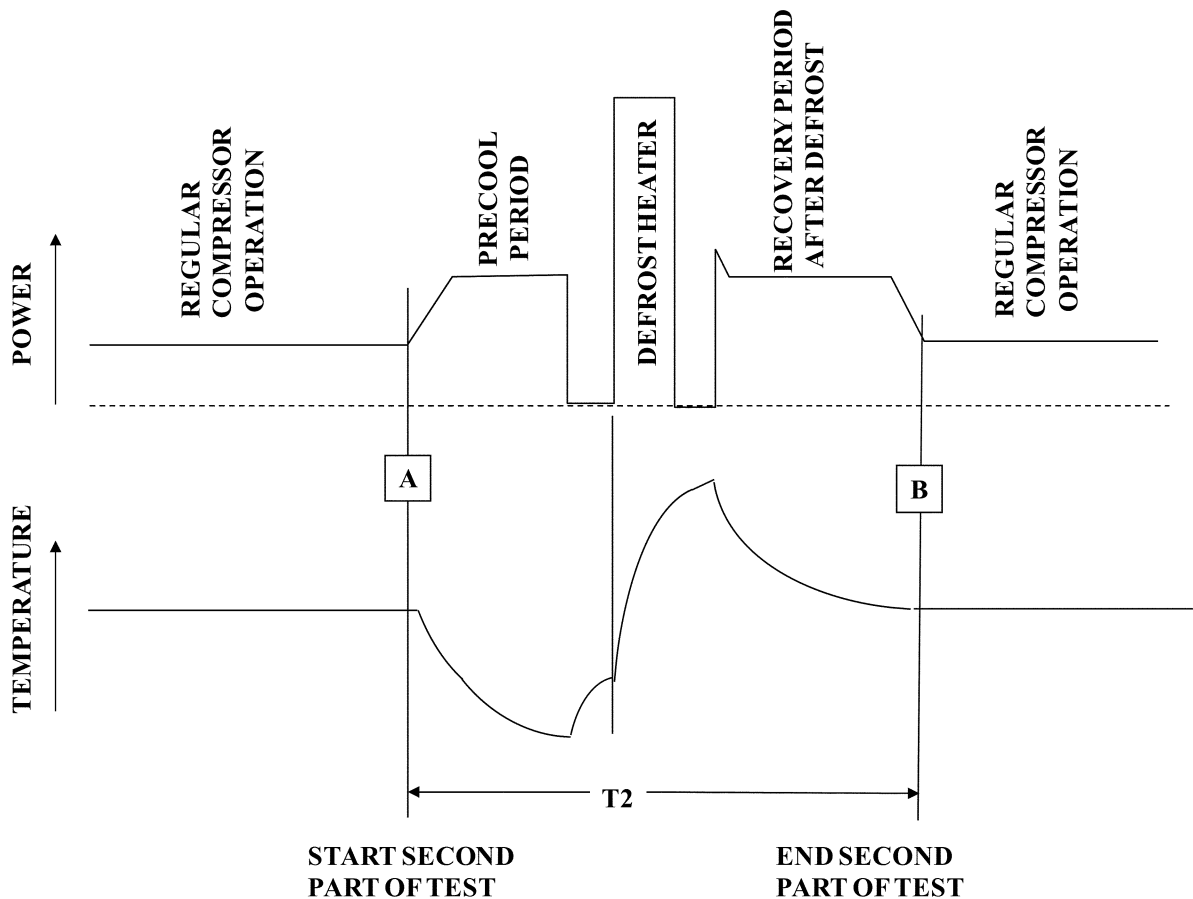 REGULAR
COMPRESSOR
OPERATION
PRECOOL
PERIOD
DEFROST HEATER
RECOVERY PERIOD
AFTER DEFROST
REGULAR
COMPRESSOR
OPERATION
POWER
A
B
TEMPERATURE
T2
START SECOND
PART OF TEST
END SECOND
PART OF TEST